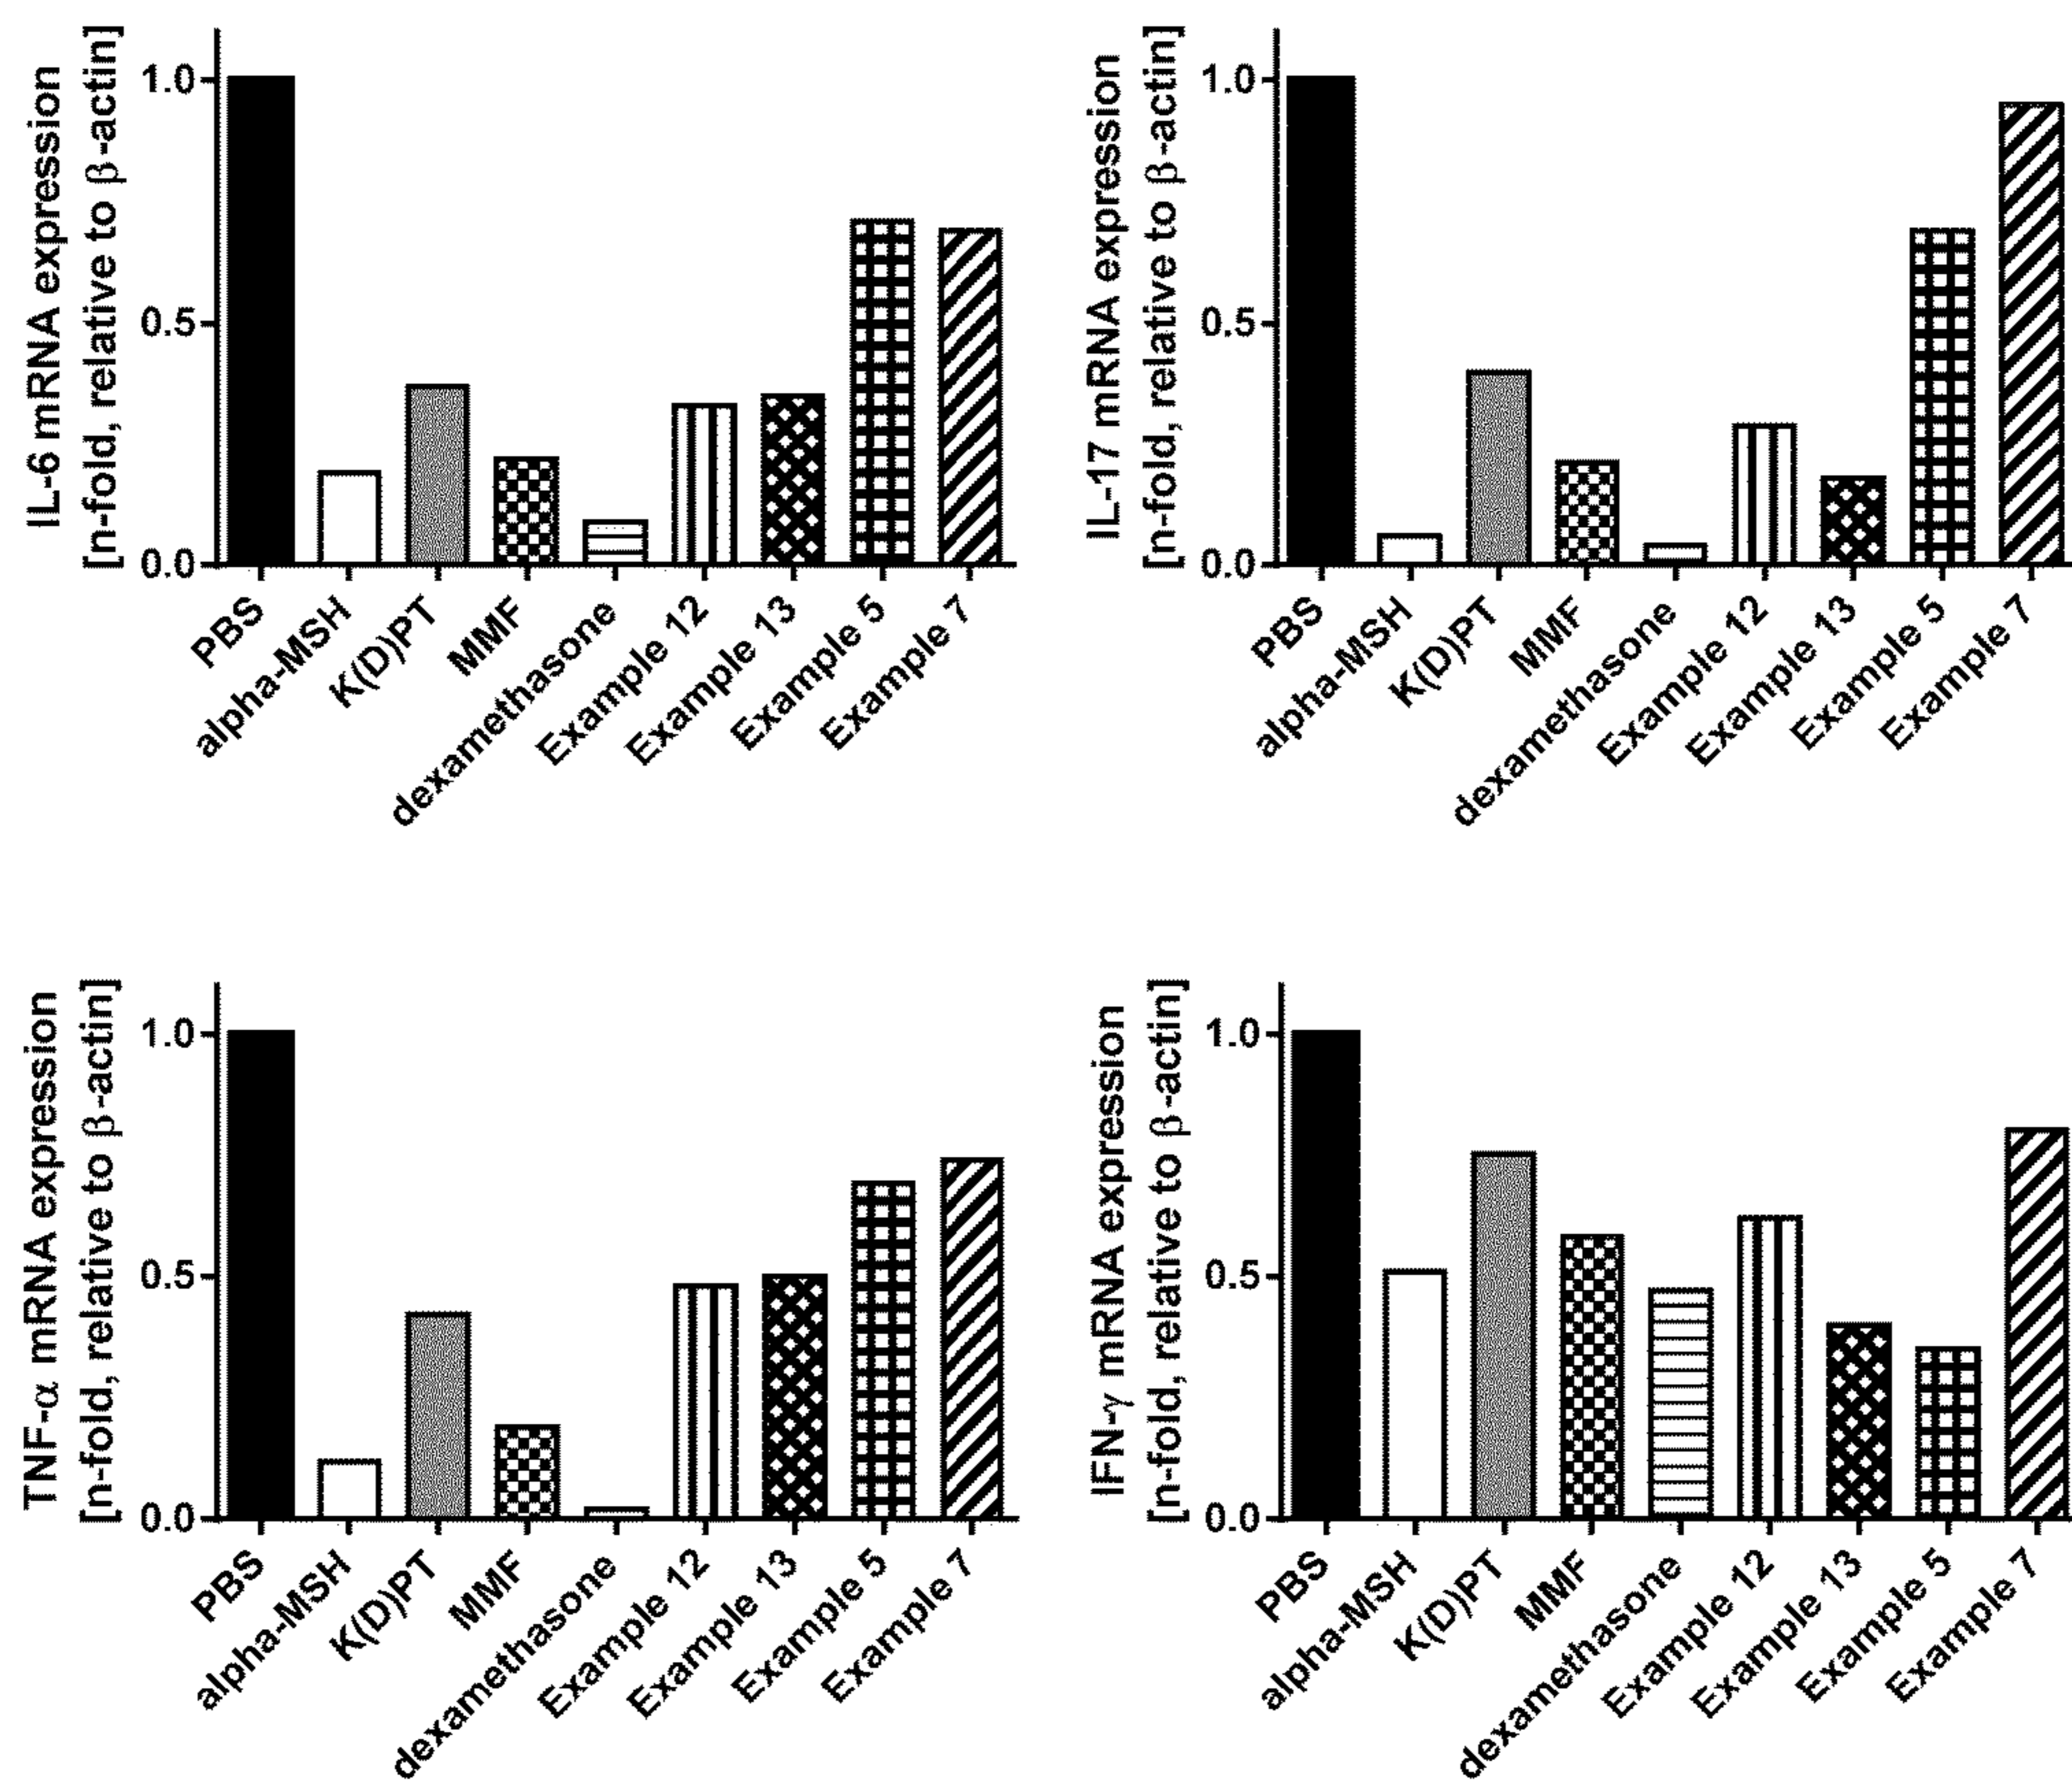 IL-6 mRNA expression
[n-fold, relative to β-actin]
1.0
0.5
0.0
PBS
alpha-MSH
K(D)PT
MMF
dexamethasone
Example 12
Example 13
Example 5
Example 7
IL-17 mRNA expression
[n-fold, relative to β-actin]
1.0
0.5
0.0
PBS
alpha-MSH
K(D)PT
MMF
dexamethasone
Example 12
Example 13
Example 5
Example 7
TNF-α mRNA expression
[n-fold, relative to β-actin]
1.0
0.5
0.0
PBS
alpha-MSH
K(D)PT
MMF
dexamethasone
Example 12
Example 13
Example 5
Example 7
IFN-γ mRNA expression
[n-fold, relative to β-actin]
1.0
0.5
0.0
PBS
alpha-MSH
K(D)PT
MMF
dexamethasone
Example 12
Example 13
Example 5
Example 7